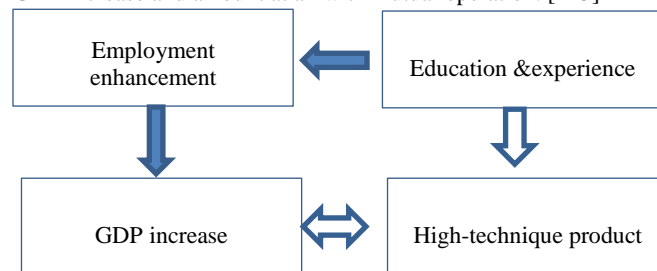 Employment
enhancement
Education &experience
GDP increase
High-technique product